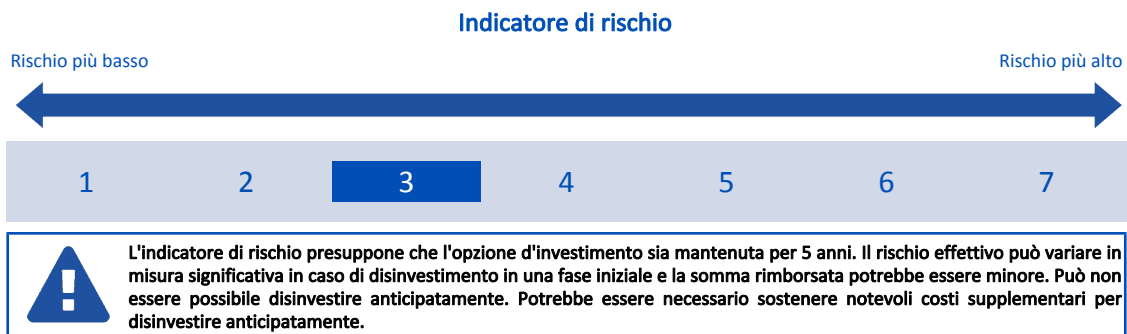 Indicatore di rischio
Rischio più basso
Rischio più alto
1 2 3 4 5 6 7
L'indicatore di rischio presuppone che l'opzione d'investimento sia mantenuta per 5 anni. Il rischio effettivo può variare in
misura significativa in caso di disinvestimento in una fase iniziale e la somma rimborsata potrebbe essere minore. Può non
essere possibile disinvestire anticipatamente. Potrebbe essere necessario sostenere notevoli costi supplementari per
disinvestire anticipatamente.